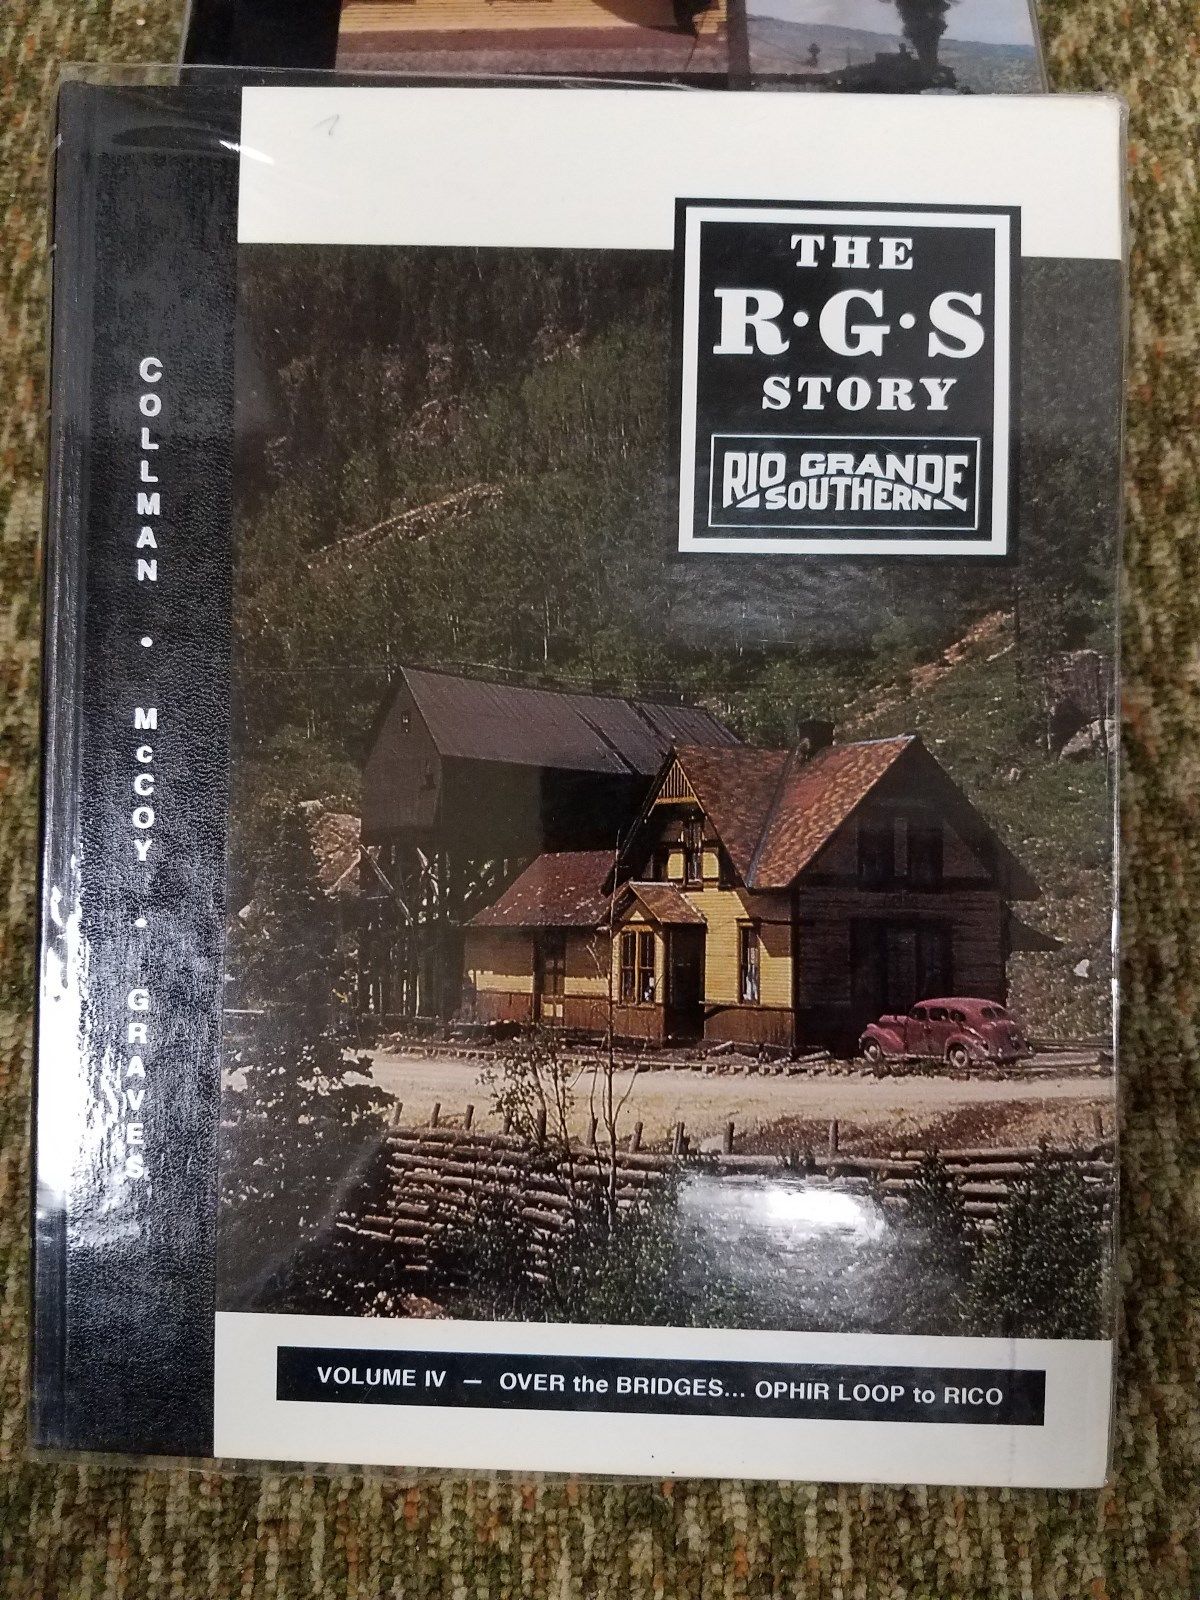 THE
R·G·S
STORY
RIO GRANDE
SOUTHERN
COLLMAN • McCOY • GRAVES
VOLUME IV — OVER the BRIDGES... OPHIR LOOP to RICO